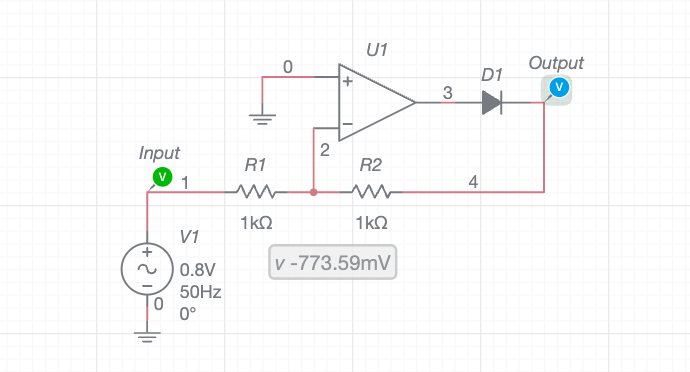 U1
0
+
−
Output
V
D1
3
2
Input
V
1
R1
R2
4
1kΩ
1kΩ
V1
+
−
0.8V
50Hz
0°
0
v -773.59mV